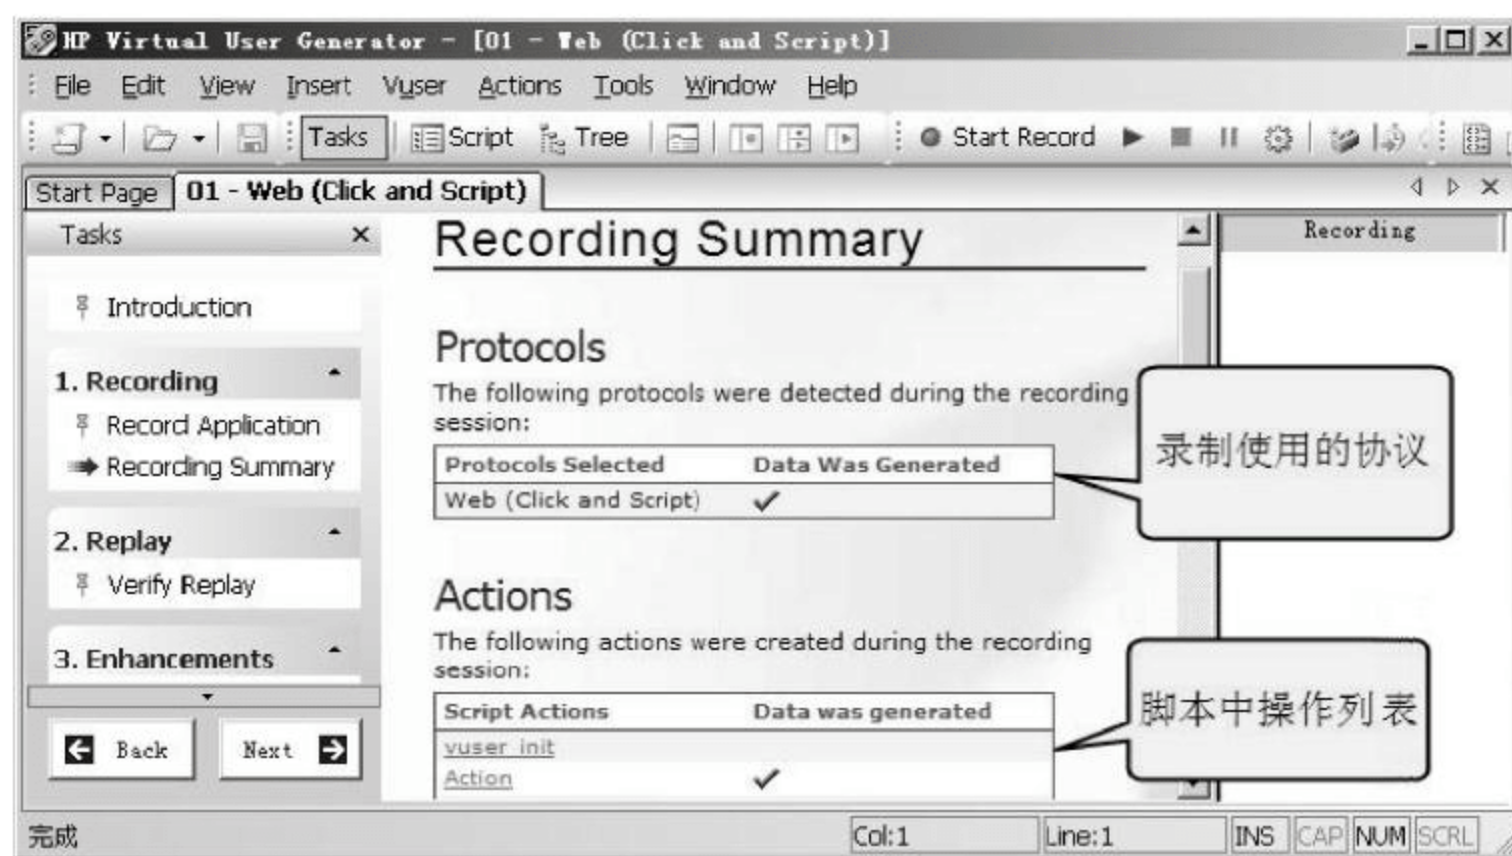 HP Virtual User Generator - [01 - Web (Click and Script)]
File Edit View Insert Vuser Actions Tools Window Help
Tasks Script Tree Start Record
Start Page 01 - Web (Click and Script)
Tasks
Introduction
1. Recording
Record Application
Recording Summary
2. Replay
Verify Replay
3. Enhancements
Back Next
Recording Summary
Protocols
The following protocols were detected during the recording
session:
Protocols Selected Data Was Generated
Web (Click and Script)
Actions
The following actions were created during the recording
session:
Script Actions Data was generated
vuser_init
Action
Recording
录制使用的协议
脚本中操作列表
完成 Col:1 Line:1 INS CAP NUM SCRL